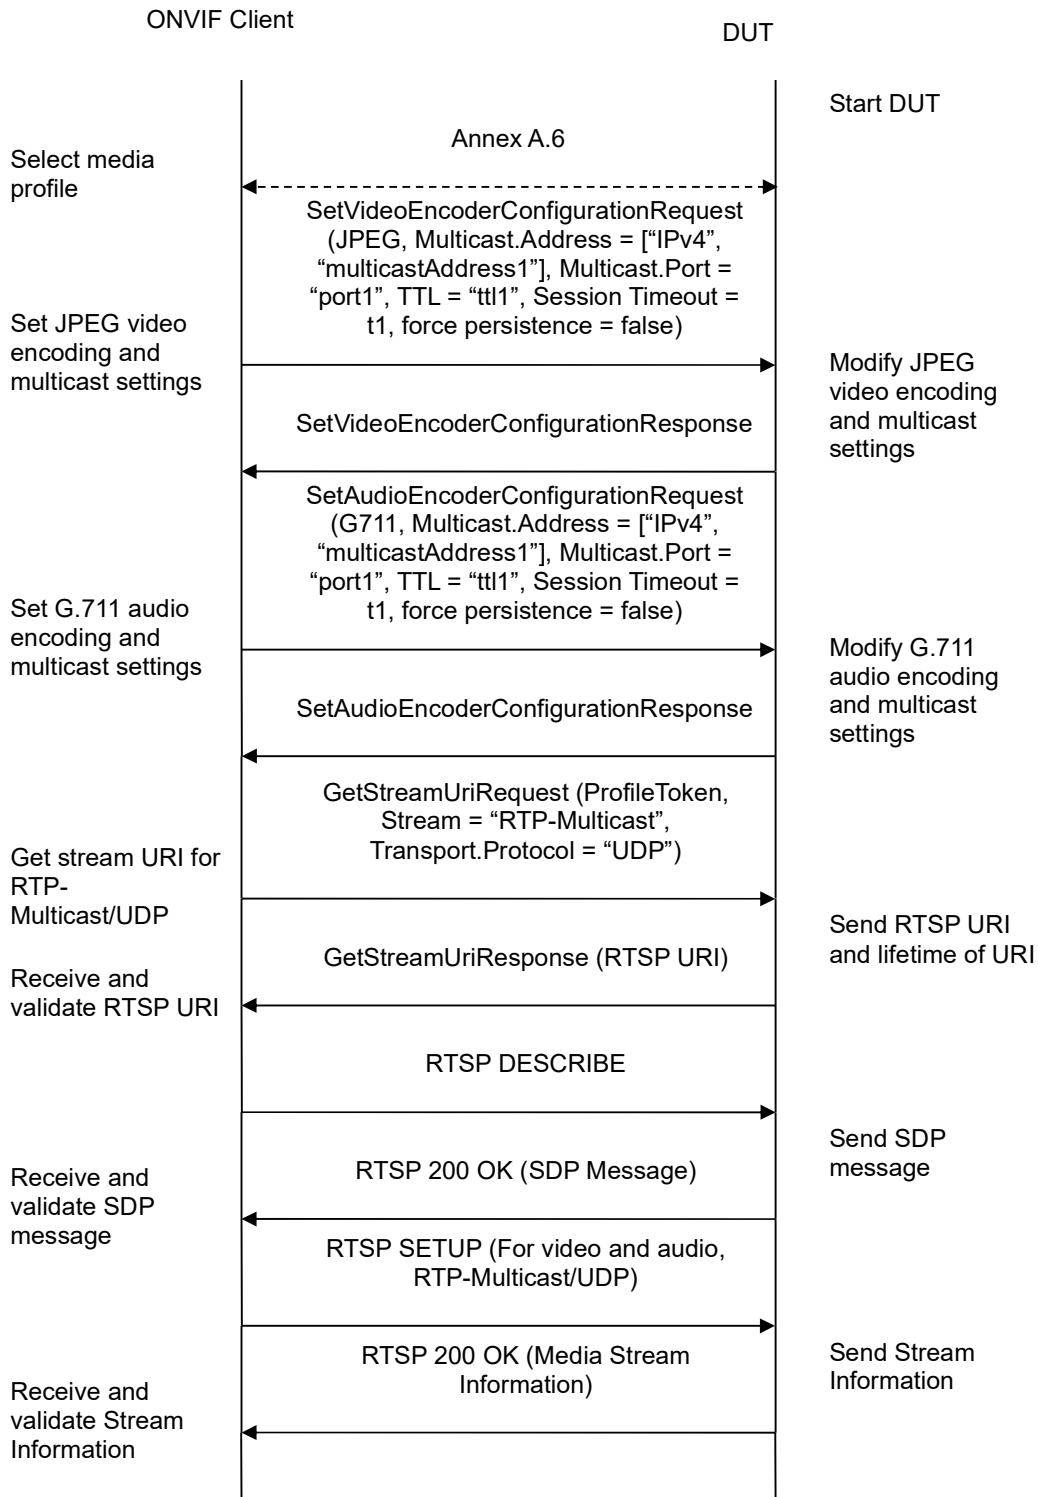 ONVIF Client
DUT
Start DUT
Annex A.6
Select media
profile
SetVideoEncoderConfigurationRequest
(JPEG, Multicast.Address = [“IPv4”,
“multicastAddress1”], Multicast.Port =
“port1”, TTL = “ttl1”, Session Timeout =
t1, force persistence = false)
Set JPEG video
encoding and
multicast settings
Modify JPEG
video encoding
and multicast
settings
SetVideoEncoderConfigurationResponse
SetAudioEncoderConfigurationRequest
(G711, Multicast.Address = [“IPv4”,
“multicastAddress1”], Multicast.Port =
“port1”, TTL = “ttl1”, Session Timeout =
t1, force persistence = false)
Set G.711 audio
encoding and
multicast settings
Modify G.711
audio encoding
and multicast
settings
SetAudioEncoderConfigurationResponse
GetStreamUriRequest (ProfileToken,
Stream = “RTP-Multicast”,
Transport.Protocol = “UDP”)
Get stream URI for
RTP-
Multicast/UDP
Send RTSP URI
and lifetime of URI
GetStreamUriResponse (RTSP URI)
Receive and
validate RTSP URI
RTSP DESCRIBE
Send SDP
message
RTSP 200 OK (SDP Message)
Receive and
validate SDP
message
RTSP SETUP (For video and audio,
RTP-Multicast/UDP)
RTSP 200 OK (Media Stream
Information)
Send Stream
Information
Receive and
validate Stream
Information